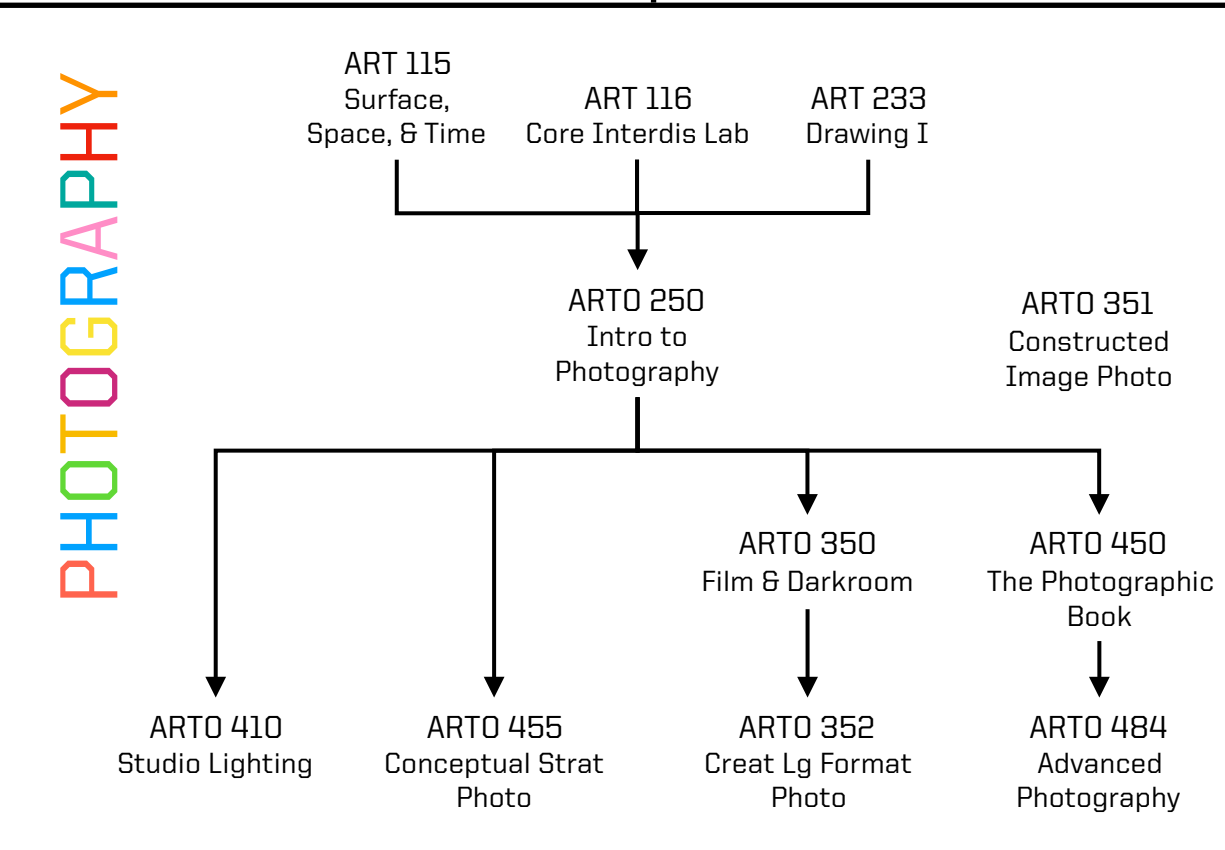 PHOTOGRAPHY
ART 115
Surface,
Space, & Time
ART 116
Core Interdis Lab
ART 233
Drawing I
ARTO 250
Intro to
Photography
ARTO 351
Constructed
Image Photo
ARTO 350
Film & Darkroom
ARTO 450
The Photographic
Book
ARTO 410
Studio Lighting
ARTO 455
Conceptual Strat
Photo
ARTO 352
Creat Lg Format
Photo
ARTO 484
Advanced
Photography